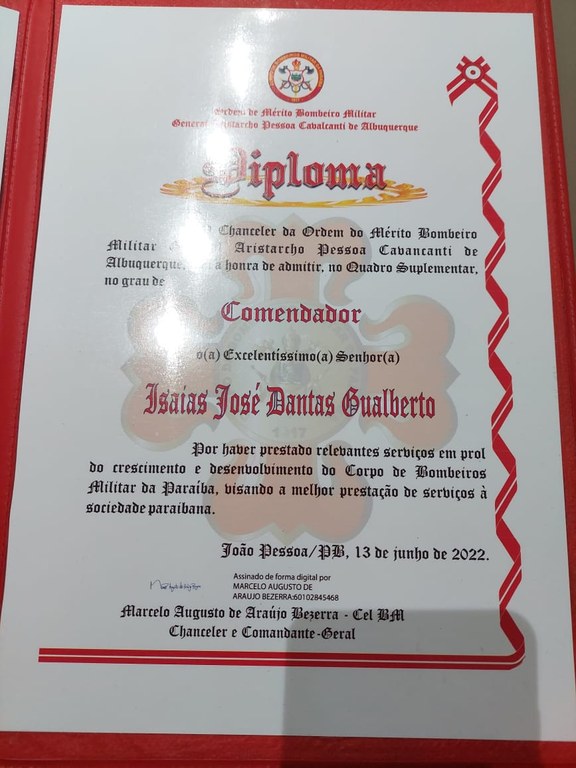 Ordem de Mérito Bombeiro Militar
General Aristarcho Pessoa Cavalcanti de Albuquerque
Diploma
Chanceler da Ordem do Mérito Bombeiro
Militar Aristarcho Pessoa Cavancanti de
Albuquerque, a honra de admitir, no Quadro Suplementar,
no grau de
Comendador
o(a) Excelentíssimo(a) Senhor(a)
Isaias José Dantas Gualberto
Por haver prestado relevantes serviços em prol
do crescimento e desenvolvimento do Corpo de Bombeiros
Militar da Paraíba, visando a melhor prestação de serviços à
sociedade paraibana.
João Pessoa/PB, 13 de junho de 2022.
Assinado de forma digital por
MARCELO AUGUSTO DE
ARAUJO BEZERRA:60102845468
Marcelo Augusto de Araújo Bezerra - Cel BM
Chanceler e Comandante-Geral